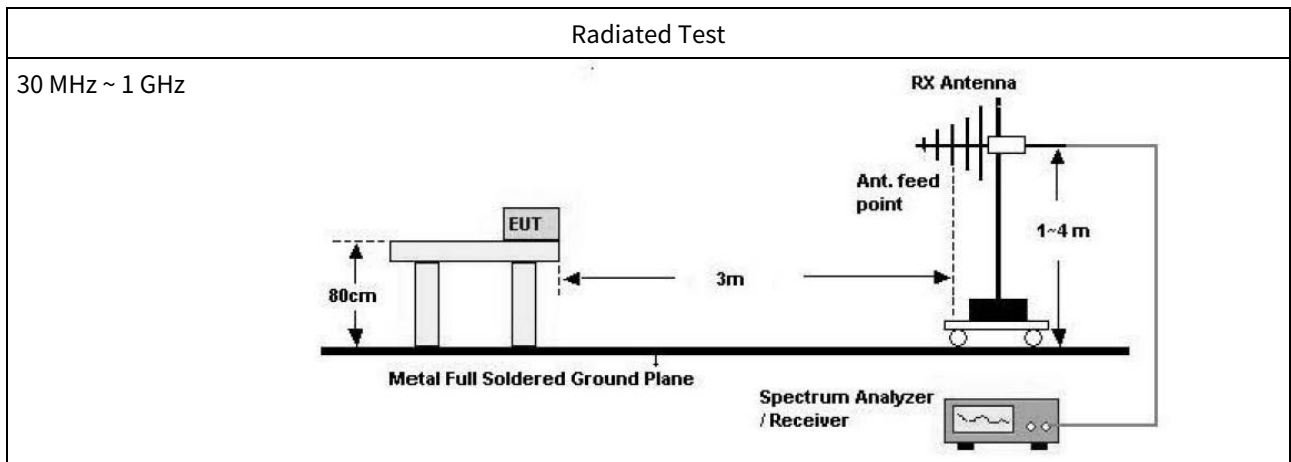 Radiated Test
30 MHz ~ 1 GHz
RX Antenna
Ant. feed
point
EUT
1~4 m
3m
80cm
Metal Full Soldered Ground Plane
Spectrum Analyzer
/ Receiver